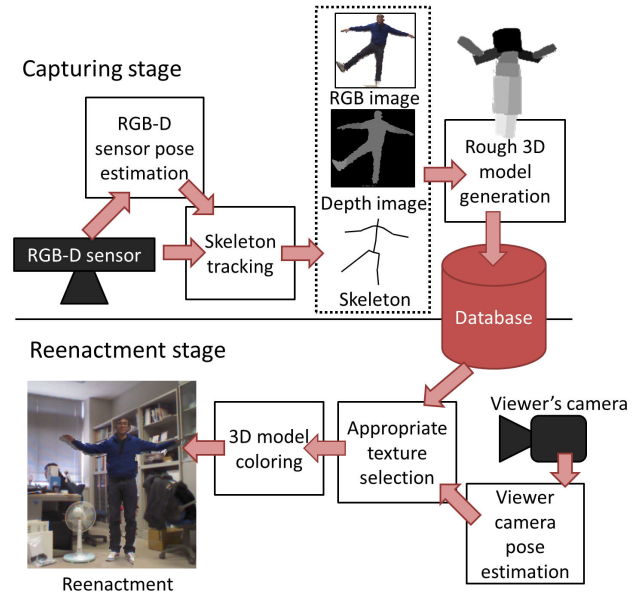 Capturing stage
RGB-D
sensor pose
estimation
RGB-D sensor
Skeleton
tracking
RGB image
Depth image
Skeleton
Rough 3D
model
generation
Database
Reenactment stage
Reenactment
3D model
coloring
Appropriate
texture
selection
Viewer's camera
Viewer
camera
pose
estimation